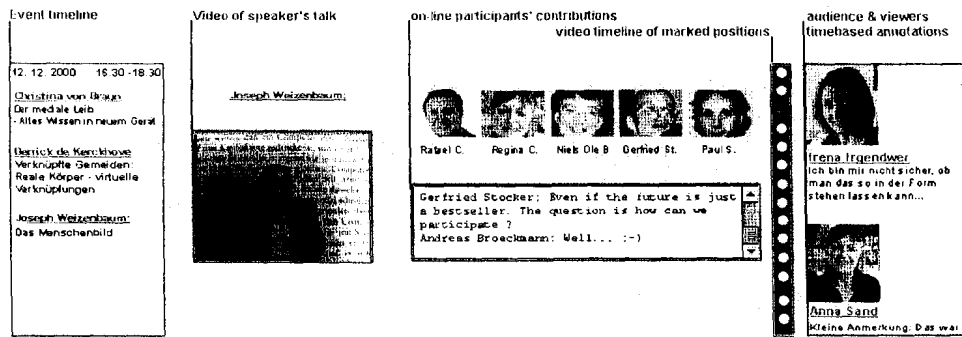 Event timeline
Video of speaker's talk
on-line participants' contributions
video timeline of marked positions
audience & viewers
timebased annotations
12. 12. 2000 16.30 -18.30
Christina von Braun
Der mediale Leib
- Altes Wissen in neuem Gerät
Derrick de Kerckhove
Verknüpfte Gemeiden:
Reale Körper - virtuelle
Verknüpfungen
Joseph Weizenbaum:
Das Menschenbild
Joseph Weizenbaum:
Rafael C. Regina C. Niels Ole B Gerfried St. Paul S.
Gerfried Stocker: Even if the future is just
a bestseller. The question is how can we
participate ?
Andreas Broeckmann: Well... ;-)
Irena Irgendwer
Ich bin mir nicht sicher, ob
man das so in der Form
stehen lassen kann...
Anna Sand
Kleine Anmerkung: Das war